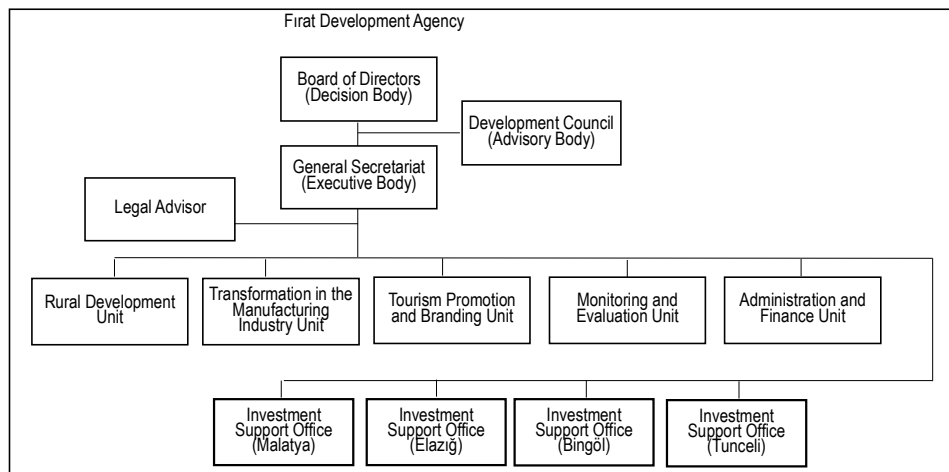 Fırat Development Agency
Board of Directors
(Decision Body)
Development Council
(Advisory Body)
General Secretariat
(Executive Body)
Legal Advisor
Rural Development
Unit
Transformation in the
Manufacturing
Industry Unit
Tourism Promotion
and Branding Unit
Monitoring and
Evaluation Unit
Administration and
Finance Unit
Investment
Support Office
(Malatya)
Investment
Support Office
(Elazığ)
Investment
Support Office
(Bingöl)
Investment
Support Office
(Tunceli)